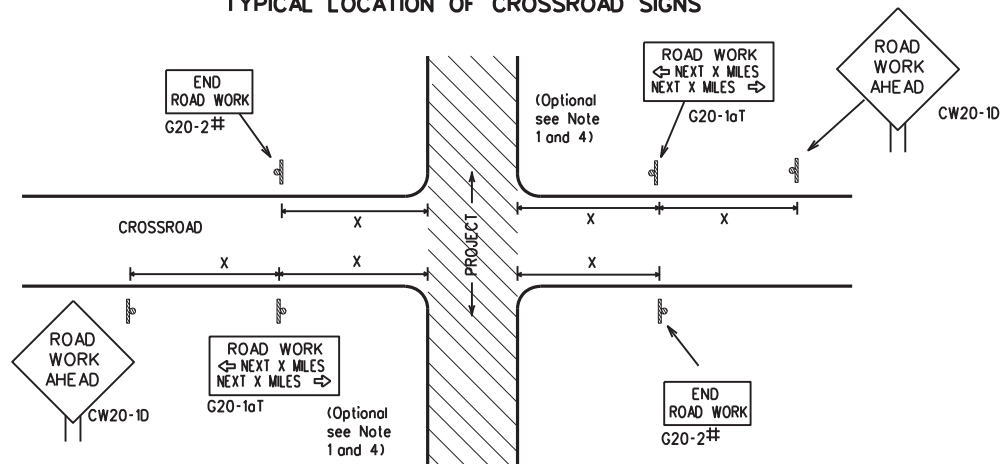 TYPICAL LOCATION OF CROSSROAD SIGNS
END
ROAD WORK
G20-2#
(Optional
see Note
1 and 4)
ROAD WORK
⇦ NEXT X MILES
NEXT X MILES ⇨
G20-1aT
ROAD
WORK
AHEAD
CW20-1D
X
X
X
CROSSROAD
PROJECT
X
X
X
ROAD
WORK
AHEAD
CW20-1D
ROAD WORK
⇦ NEXT X MILES
NEXT X MILES ⇨
G20-1aT
(Optional
see Note
1 and 4)
END
ROAD WORK
G20-2#